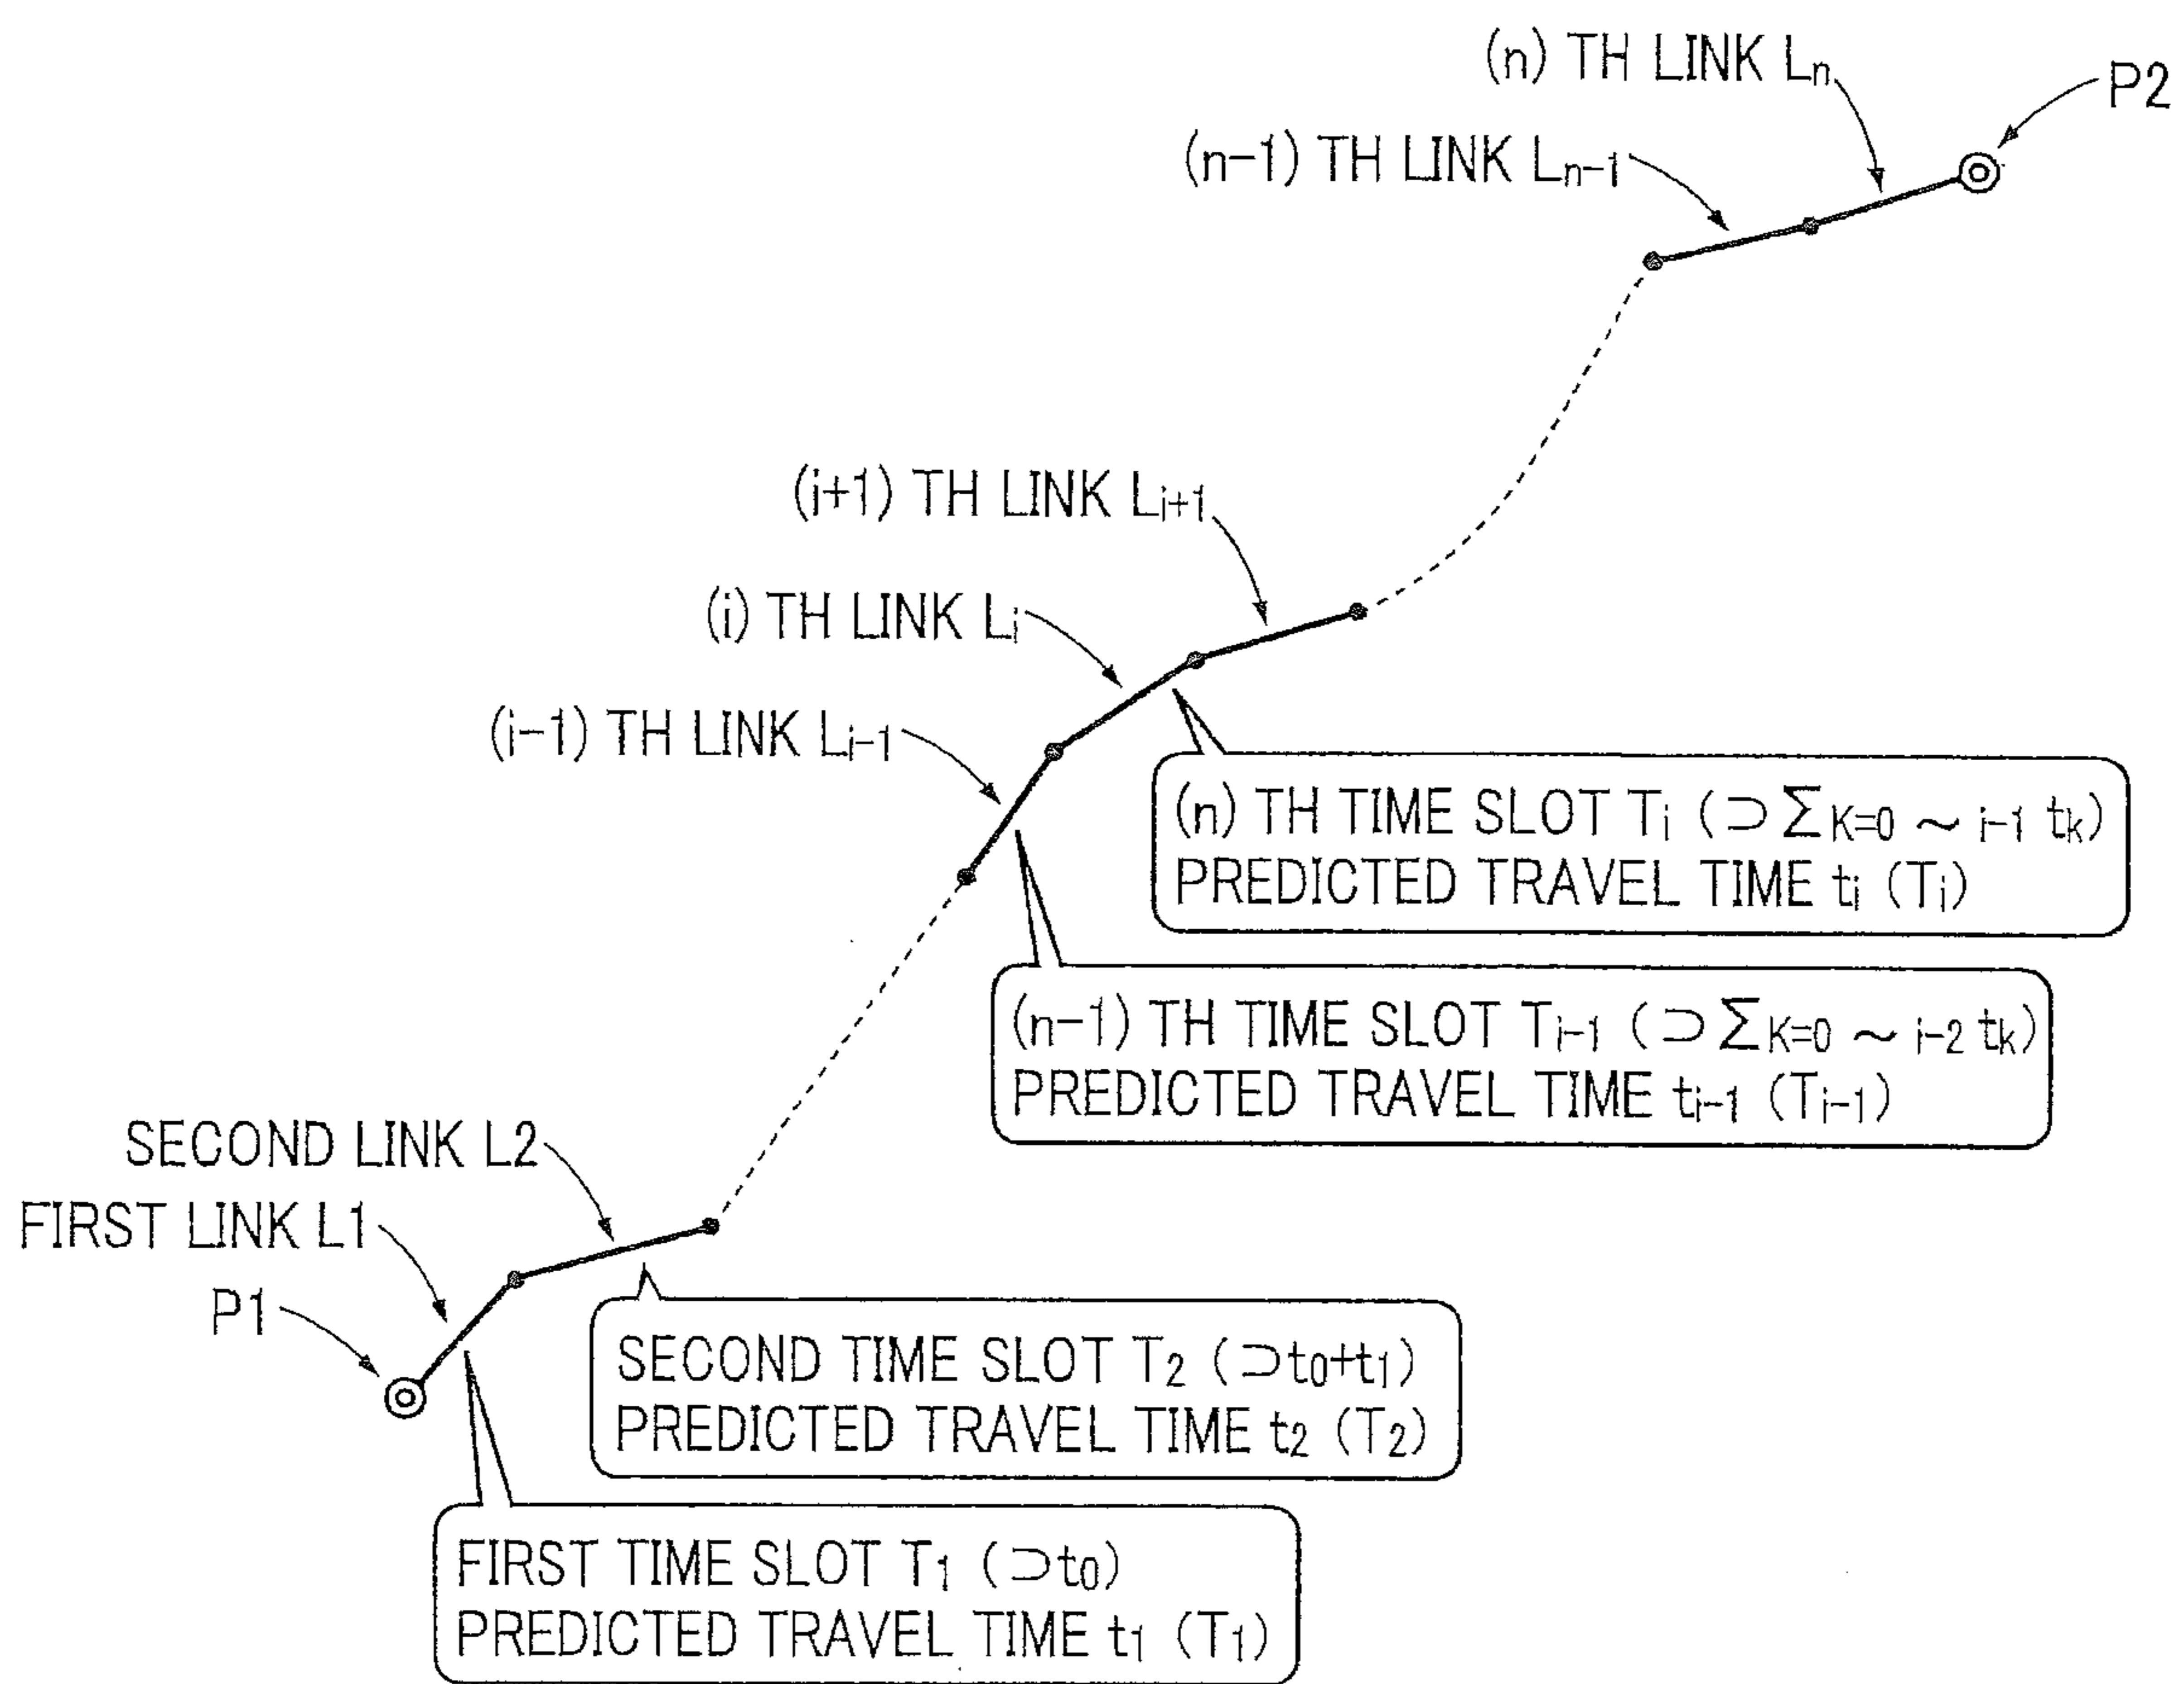 (n) TH LINK Ln
P2
(n-1) TH LINK Ln-1
(i+1) TH LINK Li+1
(i) TH LINK Li
(i-1) TH LINK Li-1
(n) TH TIME SLOT Ti (⊃ΣK=0 ~ i-1 tk)
PREDICTED TRAVEL TIME ti (Ti)
(n-1) TH TIME SLOT Ti-1 (⊃ΣK=0 ~ i-2 tk)
PREDICTED TRAVEL TIME ti-1 (Ti-1)
SECOND LINK L2
FIRST LINK L1
P1
SECOND TIME SLOT T2 (⊃t0+t1)
PREDICTED TRAVEL TIME t2 (T2)
FIRST TIME SLOT T1 (⊃t0)
PREDICTED TRAVEL TIME t1 (T1)